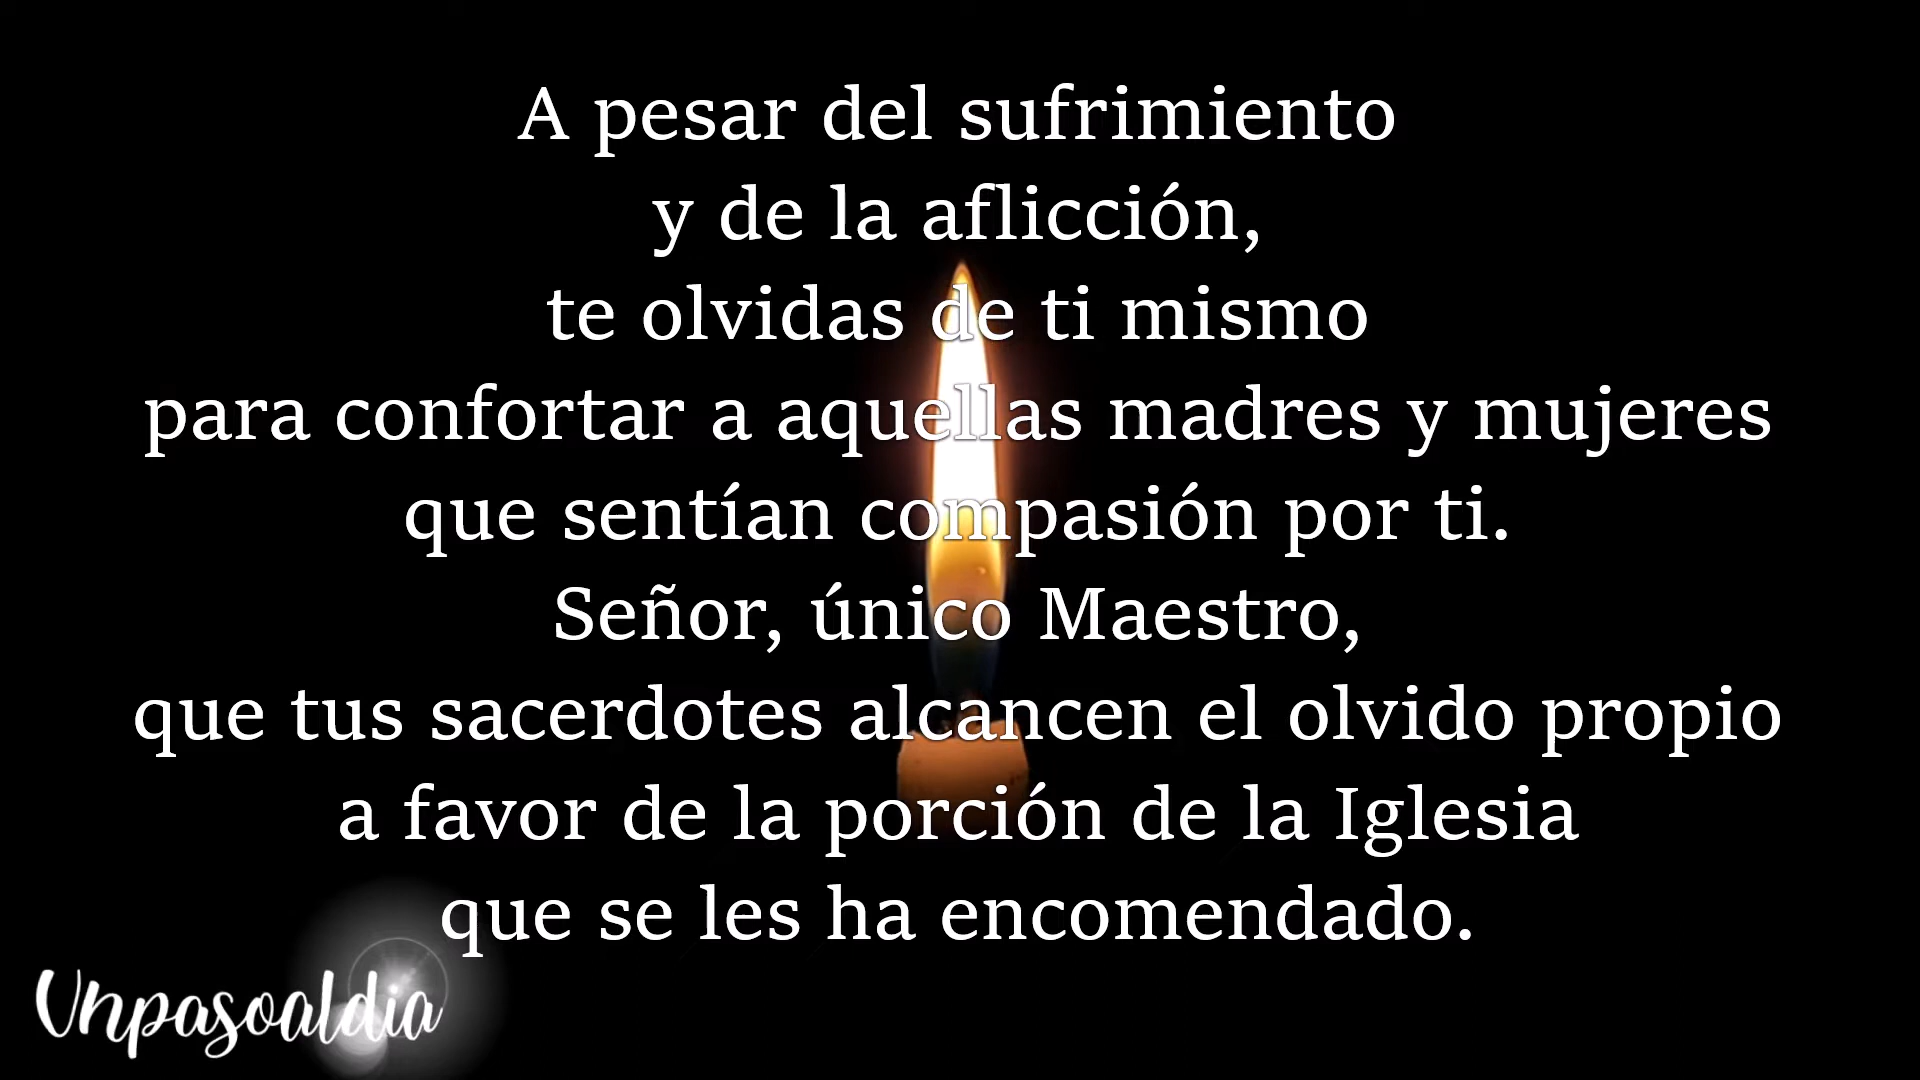 A pesar del sufrimiento
y de la aflicción,
te olvidas de ti mismo
para confortar a aquellas madres y mujeres
que sentían compasión por ti.
Señor, único Maestro,
que tus sacerdotes alcancen el olvido propio
a favor de la porción de la Iglesia
que se les ha encomendado.
Unpasoaldia